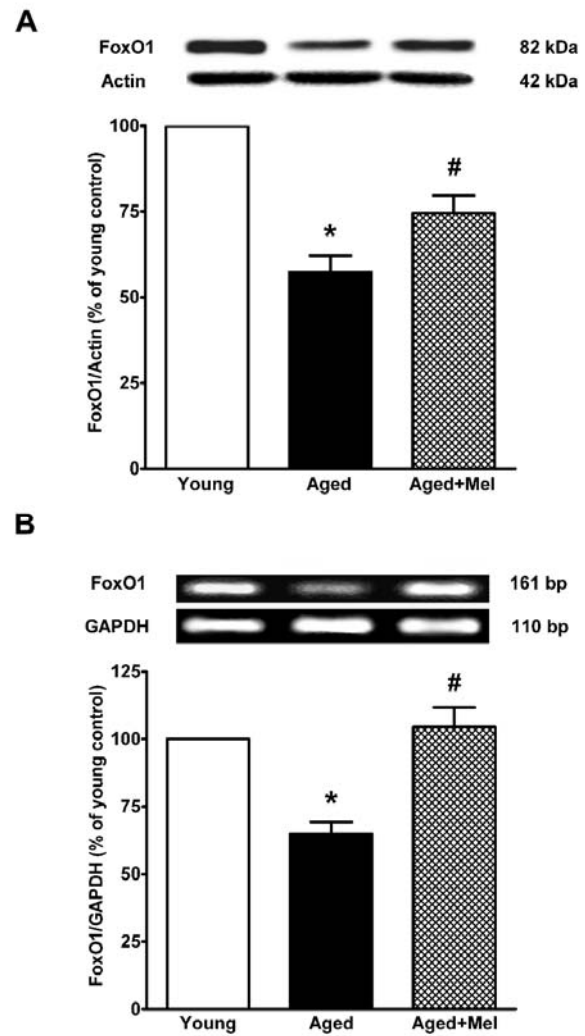 A
FoxO1 82 kDa
Actin 42 kDa
FoxO1/Actin (% of young control)
100
75
50
25
0
*
#
Young Aged Aged+Mel
B
FoxO1 161 bp
GAPDH 110 bp
FoxO1/GAPDH (% of young control)
125
100
75
50
25
0
*
#
Young Aged Aged+Mel